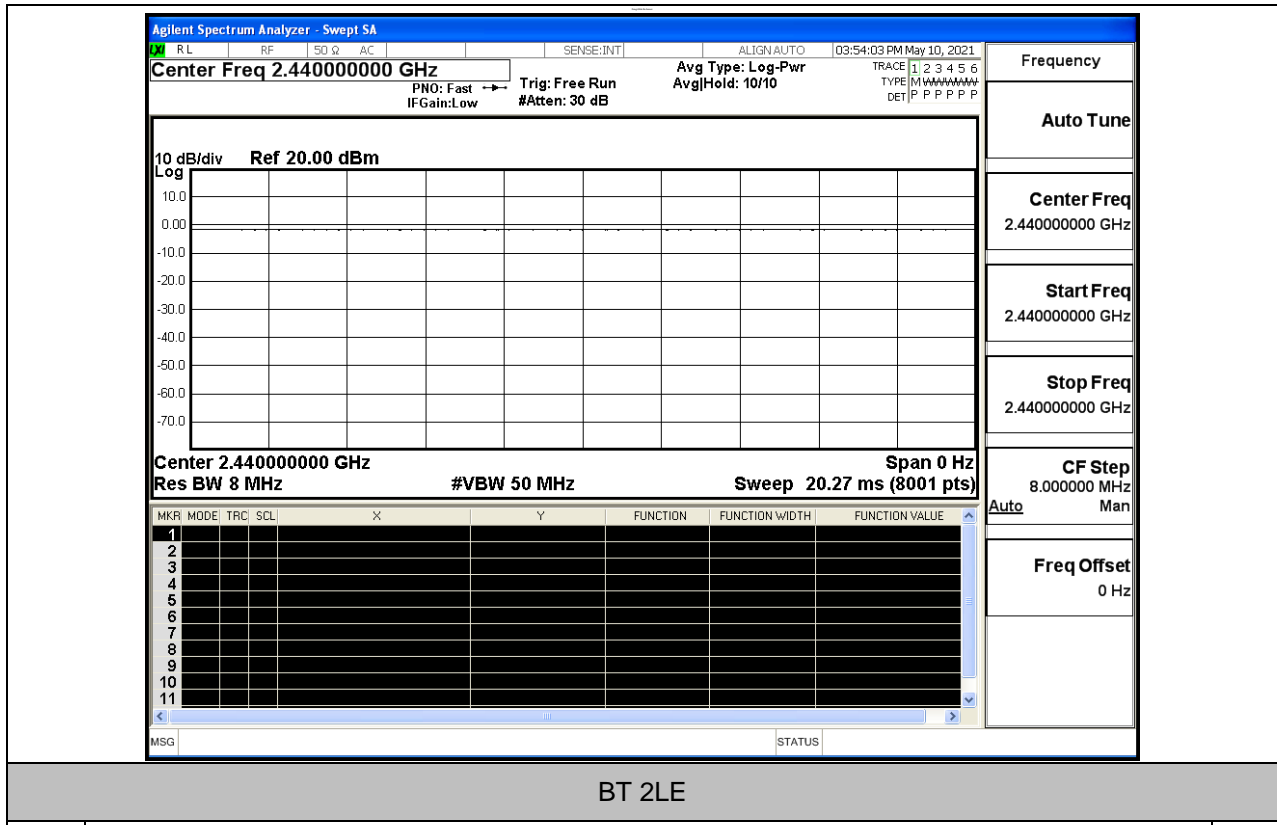 Agilent Spectrum Analyzer - Swept SA
LXI RL RF 50 Ω AC SENSE:INT ALIGN AUTO 03:54:03 PM May 10, 2021
Center Freq 2.440000000 GHz
PNO: Fast
IFGain:Low
Trig: Free Run
#Atten: 30 dB
Avg Type: Log-Pwr
Avg|Hold: 10/10
TRACE 1 2 3 4 5 6
TYPE M WWWWW
DET P P P P P P
10 dB/div Ref 20.00 dBm
Log
10.0
0.00
-10.0
-20.0
-30.0
-40.0
-50.0
-60.0
-70.0
Center 2.440000000 GHz Span 0 Hz
Res BW 8 MHz #VBW 50 MHz Sweep 20.27 ms (8001 pts)
MKR MODE TRC SCL X Y FUNCTION FUNCTION WIDTH FUNCTION VALUE
1
2
3
4
5
6
7
8
9
10
11
MSG STATUS
Frequency
Auto Tune
Center Freq
2.440000000 GHz
Start Freq
2.440000000 GHz
Stop Freq
2.440000000 GHz
CF Step
8.000000 MHz
Auto Man
Freq Offset
0 Hz
BT 2LE